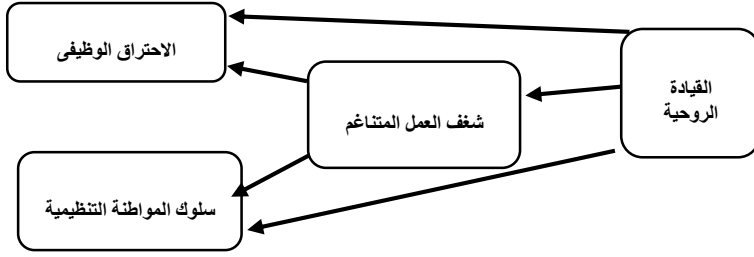 القيادة
الروحية
شغف العمل المتناغم
الاحتراق الوظيفى
سلوك المواطنة التنظيمية